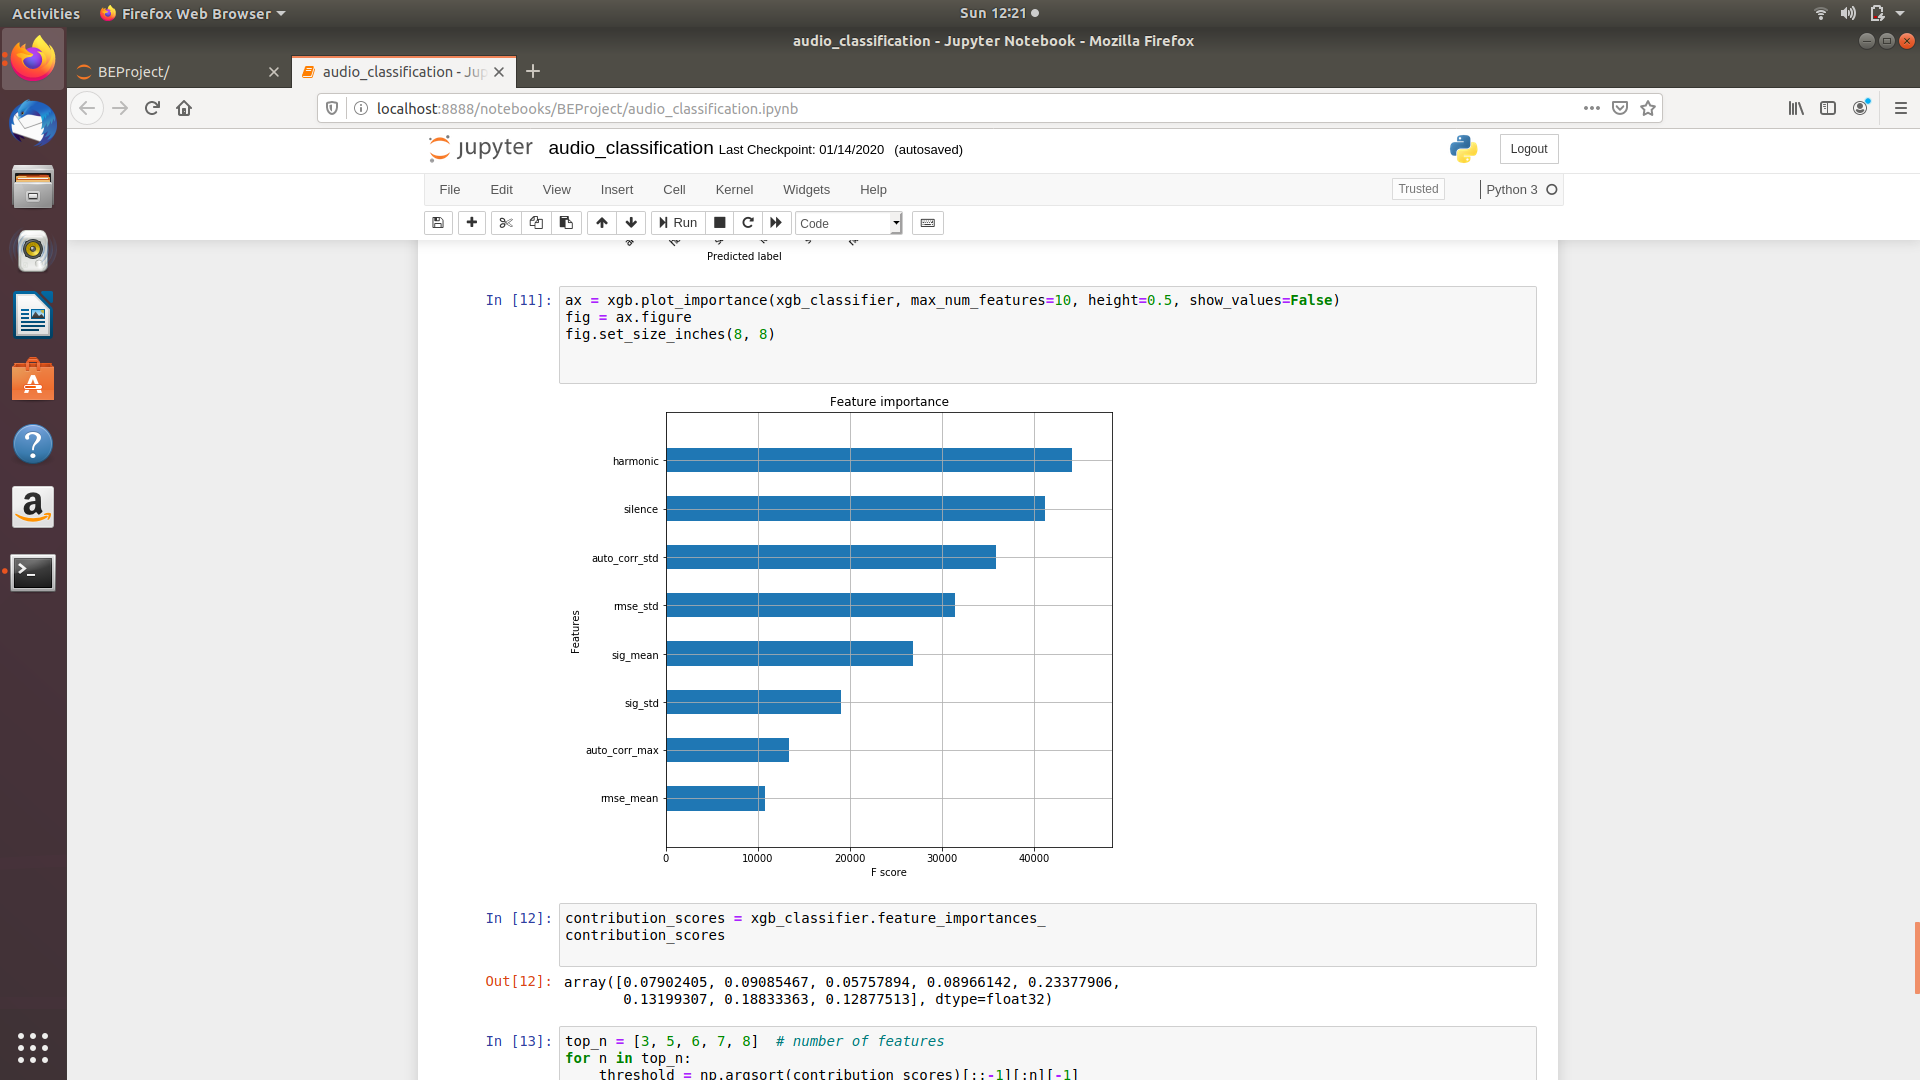 Activities
Firefox Web Browser
Sun 12:21
audio_classification - Jupyter Notebook - Mozilla Firefox
BEProject/
audio_classification - Jup
localhost:8888/notebooks/BEProject/audio_classification.ipynb
jupyter
audio_classification Last Checkpoint: 01/14/2020 (autosaved)
Logout
File Edit View Insert Cell Kernel Widgets Help
Trusted
Python 3
Run
Code
Predicted label
In [11]:
ax = xgb.plot_importance(xgb_classifier, max_num_features=10, height=0.5, show_values=False)
fig = ax.figure
fig.set_size_inches(8, 8)
Feature importance
harmonic
silence
auto_corr_std
rmse_std
sig_mean
sig_std
auto_corr_max
rmse_mean
Features
0 10000 20000 30000 40000
F score
In [12]:
contribution_scores = xgb_classifier.feature_importances_
contribution_scores
Out[12]:
array([0.07902405, 0.09085467, 0.05757894, 0.08966142, 0.23377906,
0.13199307, 0.18833363, 0.12877513], dtype=float32)
In [13]:
top_n = [3, 5, 6, 7, 8]  # number of features
for n in top_n:
threshold = np.argsort(contribution_scores)[::-1][:n][-1]